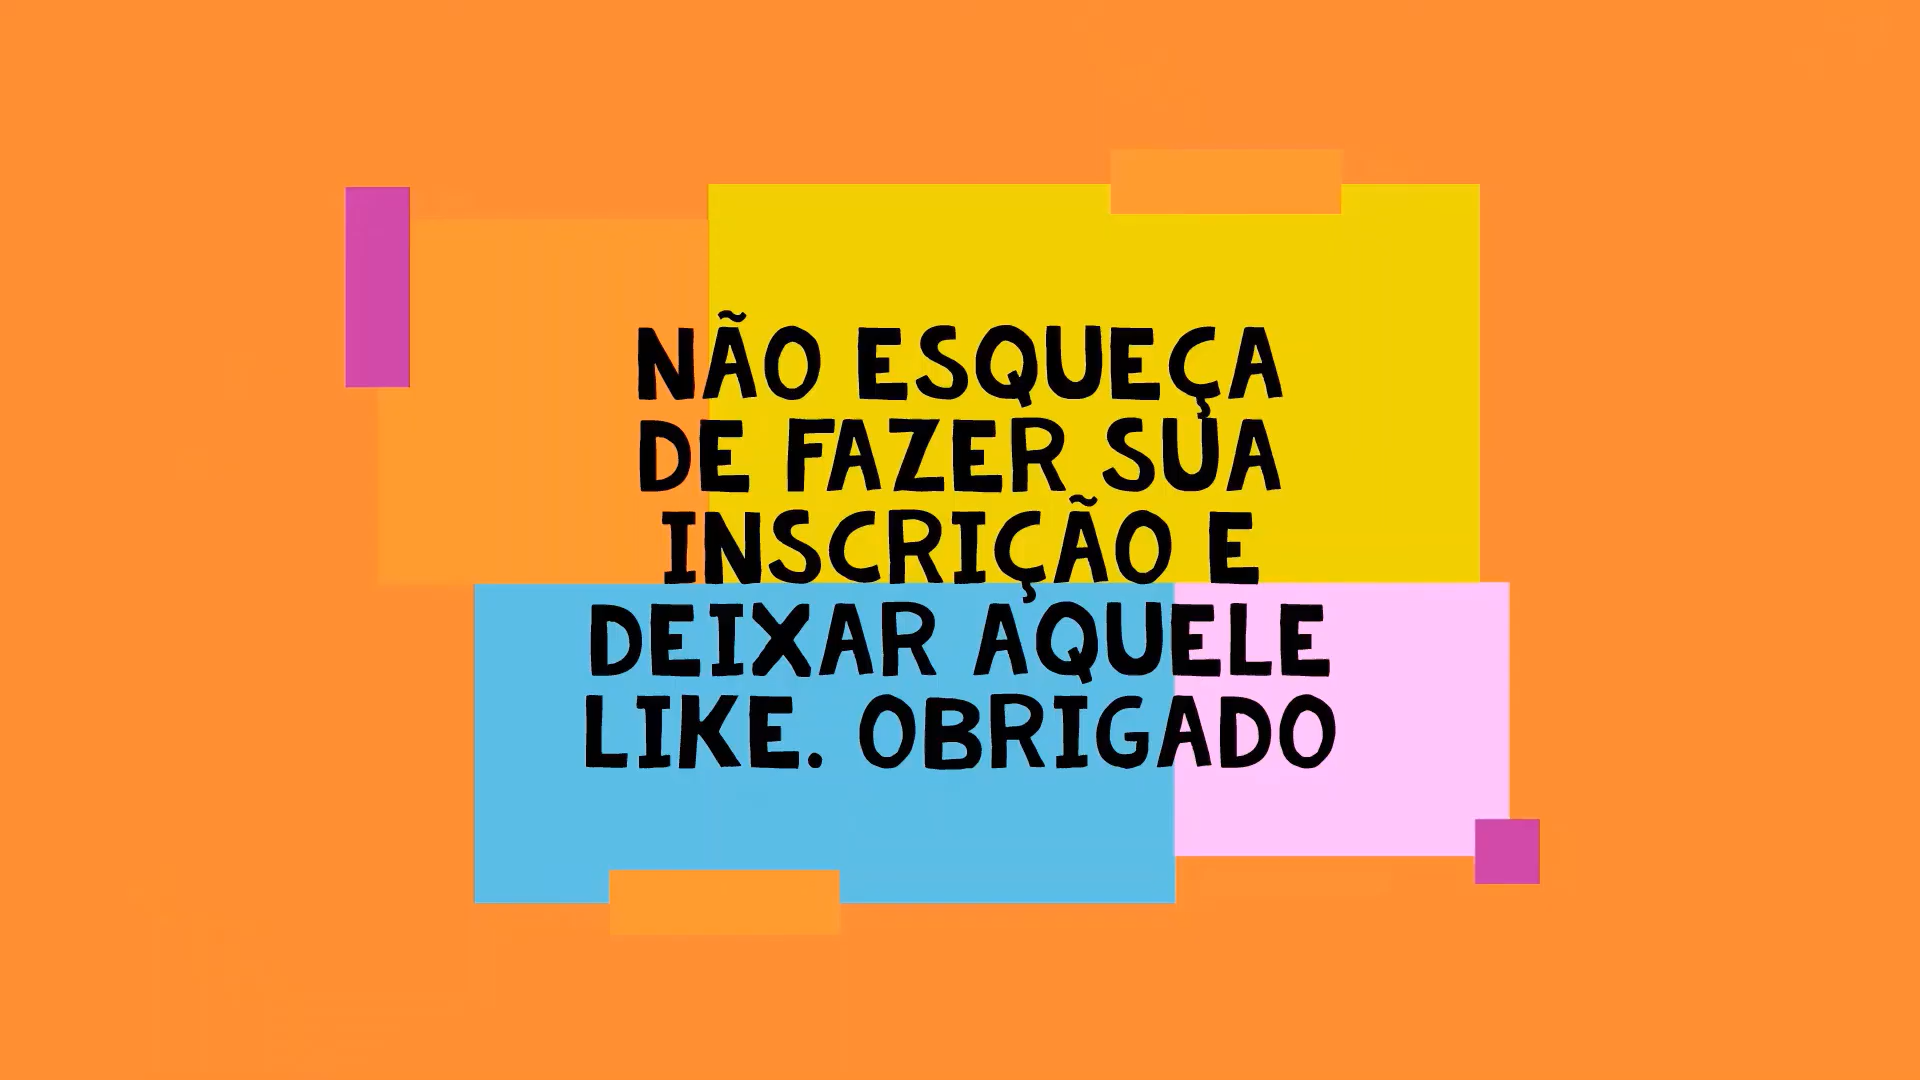 NÃO ESQUEÇA
DE FAZER SUA
INSCRIÇÃO E
DEIXAR AQUELE
LIKE. OBRIGADO